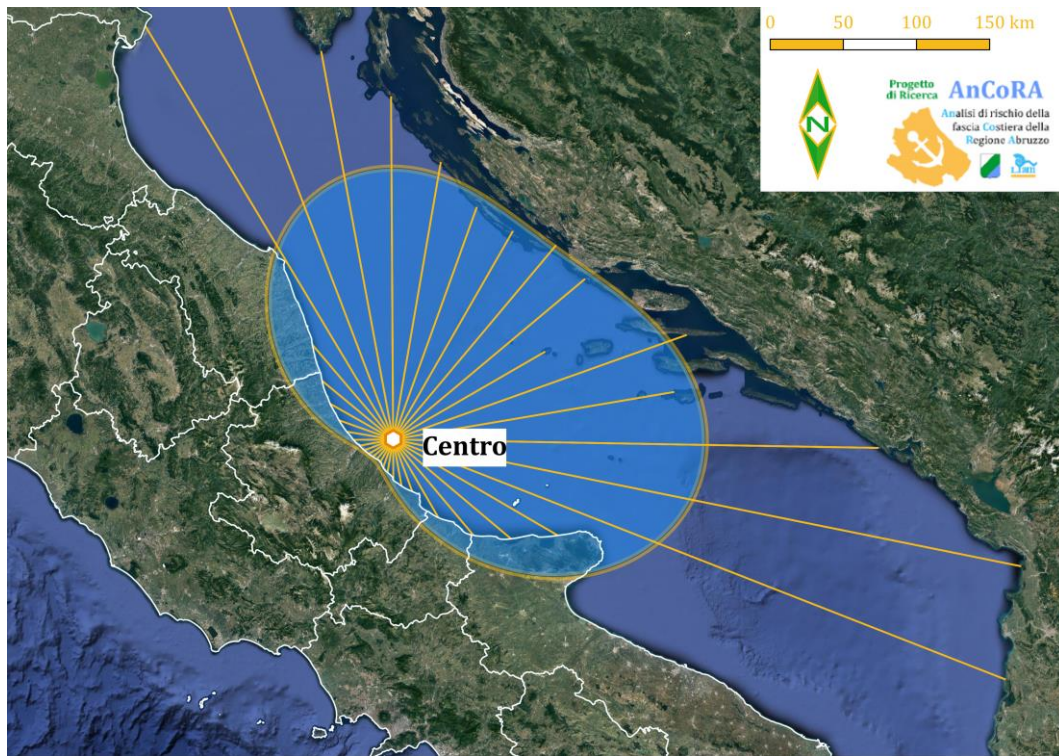 0 50 100 150 km
N
Progetto di Ricerca AnCoRA
Analisi di rischio della
fascia Costiera della
Regione Abruzzo
Centro